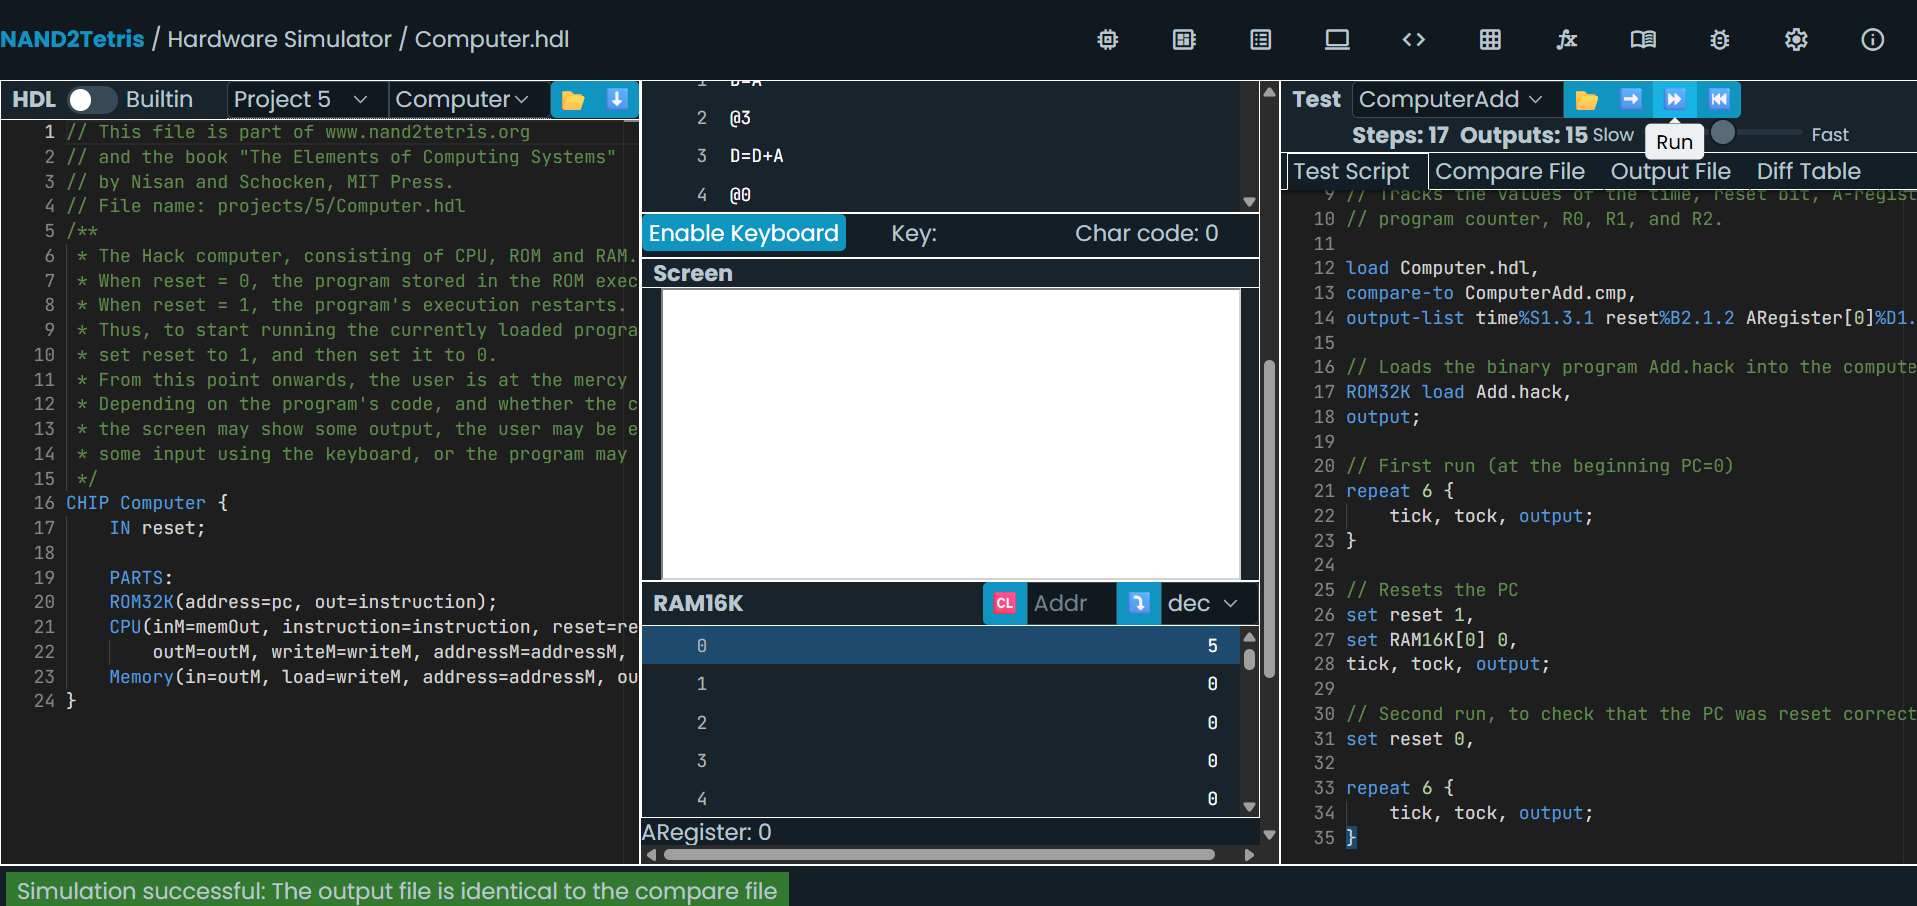 NAND2Tetris / Hardware Simulator / Computer.hdl
HDL Builtin Project 5 Computer
1 // This file is part of www.nand2tetris.org
2 // and the book "The Elements of Computing Systems"
3 // by Nisan and Schocken, MIT Press.
4 // File name: projects/5/Computer.hdl
5 /**
6 * The Hack computer, consisting of CPU, ROM and RAM.
7 * When reset = 0, the program stored in the ROM exec
8 * When reset = 1, the program's execution restarts.
9 * Thus, to start running the currently loaded progra
10 * set reset to 1, and then set it to 0.
11 * From this point onwards, the user is at the mercy
12 * Depending on the program's code, and whether the c
13 * the screen may show some output, the user may be e
14 * some input using the keyboard, or the program may
15 */
16 CHIP Computer {
17 IN reset;
18
19 PARTS:
20 ROM32K(address=pc, out=instruction);
21 CPU(inM=memOut, instruction=instruction, reset=re
22 outM=outM, writeM=writeM, addressM=addressM,
23 Memory(in=outM, load=writeM, address=addressM, ou
24 }
1 D=A
2 @3
3 D=D+A
4 @0
Enable Keyboard Key: Char code: 0
Screen
RAM16K CL Addr dec
0 5
1 0
2 0
3 0
4 0
ARegister: 0
Test ComputerAdd
Steps: 17 Outputs: 15 Slow Fast
Run
Test Script Compare File Output File Diff Table
9 // Tracks the values of the time, reset bit, A-regist
10 // program counter, R0, R1, and R2.
11
12 load Computer.hdl,
13 compare-to ComputerAdd.cmp,
14 output-list time%S1.3.1 reset%B2.1.2 ARegister[0]%D1.
15
16 // Loads the binary program Add.hack into the compute
17 ROM32K load Add.hack,
18 output;
19
20 // First run (at the beginning PC=0)
21 repeat 6 {
22 tick, tock, output;
23 }
24
25 // Resets the PC
26 set reset 1,
27 set RAM16K[0] 0,
28 tick, tock, output;
29
30 // Second run, to check that the PC was reset correct
31 set reset 0,
32
33 repeat 6 {
34 tick, tock, output;
35 }
Simulation successful: The output file is identical to the compare file